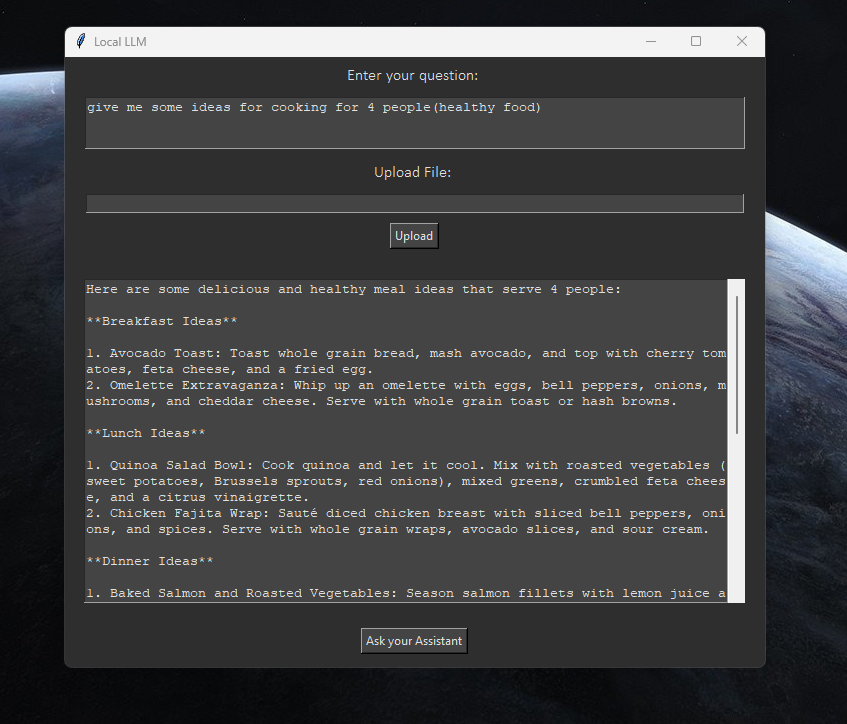 Local LLM
Enter your question:
give me some ideas for cooking for 4 people(healthy food)
Upload File:
Upload
Here are some delicious and healthy meal ideas that serve 4 people:
**Breakfast Ideas**
1. Avocado Toast: Toast whole grain bread, mash avocado, and top with cherry tom
atoes, feta cheese, and a fried egg.
2. Omelette Extravaganza: Whip up an omelette with eggs, bell peppers, onions, m
ushrooms, and cheddar cheese. Serve with whole grain toast or hash browns.
**Lunch Ideas**
1. Quinoa Salad Bowl: Cook quinoa and let it cool. Mix with roasted vegetables (
sweet potatoes, Brussels sprouts, red onions), mixed greens, crumbled feta chees
e, and a citrus vinaigrette.
2. Chicken Fajita Wrap: Sauté diced chicken breast with sliced bell peppers, oni
ons, and spices. Serve with whole grain wraps, avocado slices, and sour cream.
**Dinner Ideas**
1. Baked Salmon and Roasted Vegetables: Season salmon fillets with lemon juice a
Ask your Assistant